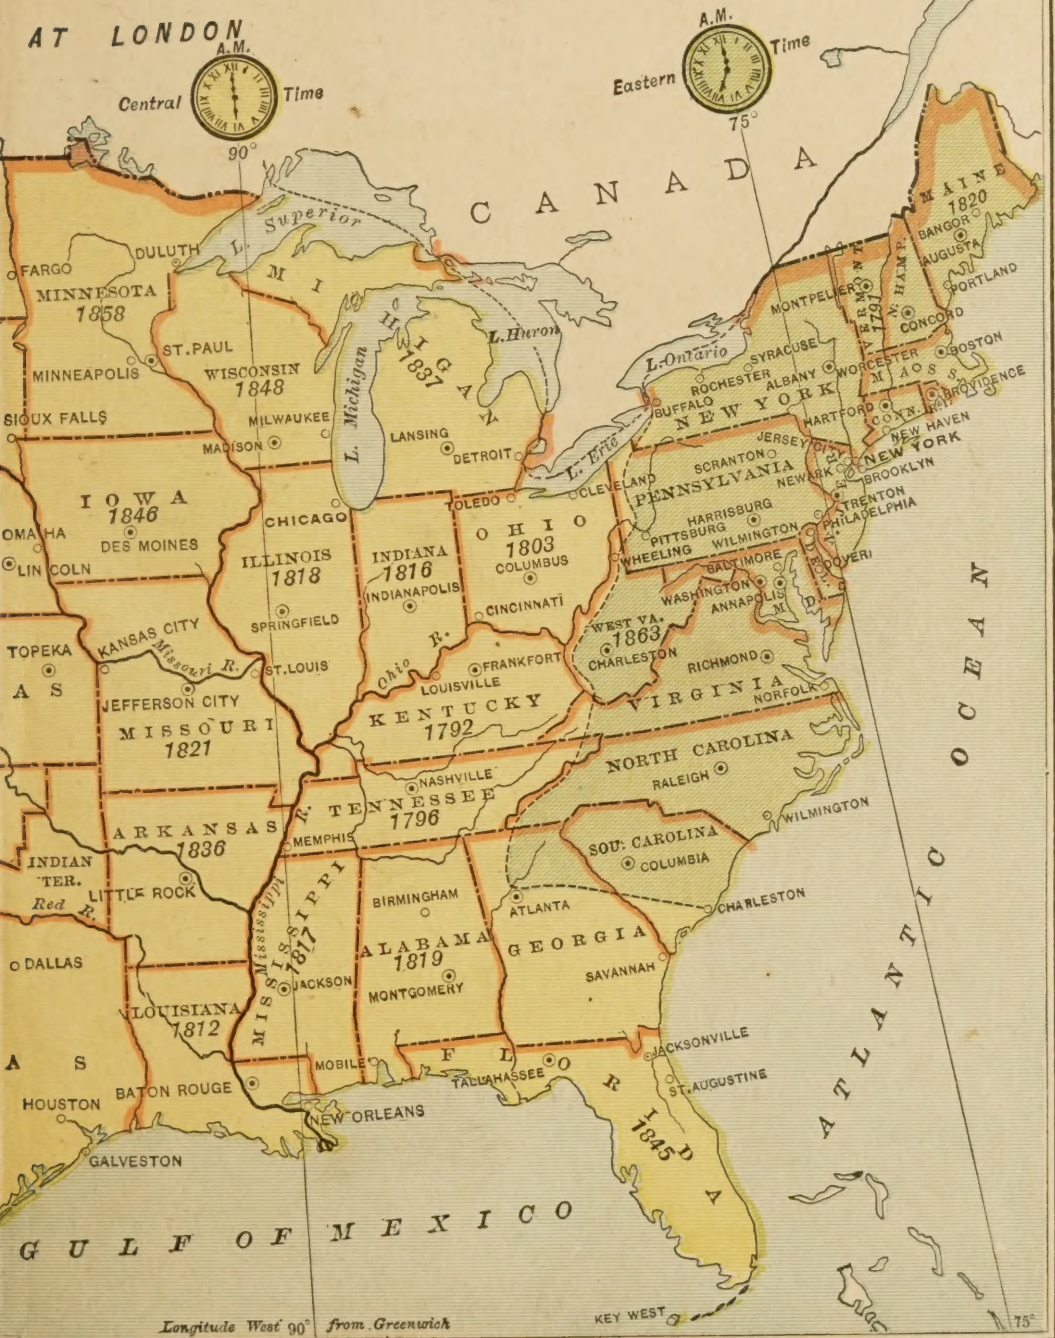 AT LONDON
A.M.
Central Time
90°
A.M.
Eastern Time
75°
CANADA
L. Superior
DULUTH
FARGO
MINNESOTA
1858
ST. PAUL
MINNEAPOLIS
SIOUX FALLS
MICHIGAN
1837
WISCONSIN
1848
MILWAUKEE
MADISON
L. Michigan
L. Huron
LANSING
DETROIT
L. Ontario
L. Erie
MAINE
1820
BANGOR
AUGUSTA
PORTLAND
N. HAMP.
CONCORD
VERMONT
1791
MONTPELIER
BOSTON
WORCESTER
MASS.
PROVIDENCE
R.I.
CONN.
HARTFORD
NEW HAVEN
SYRACUSE
ROCHESTER
ALBANY
BUFFALO
NEW YORK
JERSEY CITY
NEW YORK
NEWARK
BROOKLYN
N. JERSEY
TRENTON
PHILADELPHIA
SCRANTON
PENNSYLVANIA
HARRISBURG
PITTSBURG
WHEELING
WILMINGTON
BALTIMORE
DOVER
DEL.
WASHINGTON
ANNAPOLIS
MD.
IOWA
1846
DES MOINES
OMAHA
LINCOLN
CHICAGO
ILLINOIS
1818
SPRINGFIELD
INDIANA
1816
INDIANAPOLIS
TOLEDO
CLEVELAND
OHIO
1803
COLUMBUS
CINCINNATI
WEST VA.
1863
CHARLESTON
RICHMOND
VIRGINIA
NORFOLK
TOPEKA
AS
KANSAS CITY
Missouri R.
ST. LOUIS
JEFFERSON CITY
MISSOURI
1821
Ohio R.
FRANKFORT
LOUISVILLE
KENTUCKY
1792
NASHVILLE
TENNESSEE
1796
MEMPHIS
NORTH CAROLINA
RALEIGH
WILMINGTON
SOU: CAROLINA
COLUMBIA
CHARLESTON
ARKANSAS
1836
LITTLE ROCK
INDIAN
TER.
Red R.
DALLAS
Mississippi R.
MISSISSIPPI
1817
JACKSON
BIRMINGHAM
ALABAMA
1819
MONTGOMERY
ATLANTA
GEORGIA
SAVANNAH
LOUISIANA
1812
BATON ROUGE
NEW ORLEANS
MOBILE
AS
HOUSTON
GALVESTON
FLORIDA
1845
TALLAHASSEE
JACKSONVILLE
ST. AUGUSTINE
KEY WEST
ATLANTIC OCEAN
GULF OF MEXICO
Longitude West 90° from Greenwich
75°